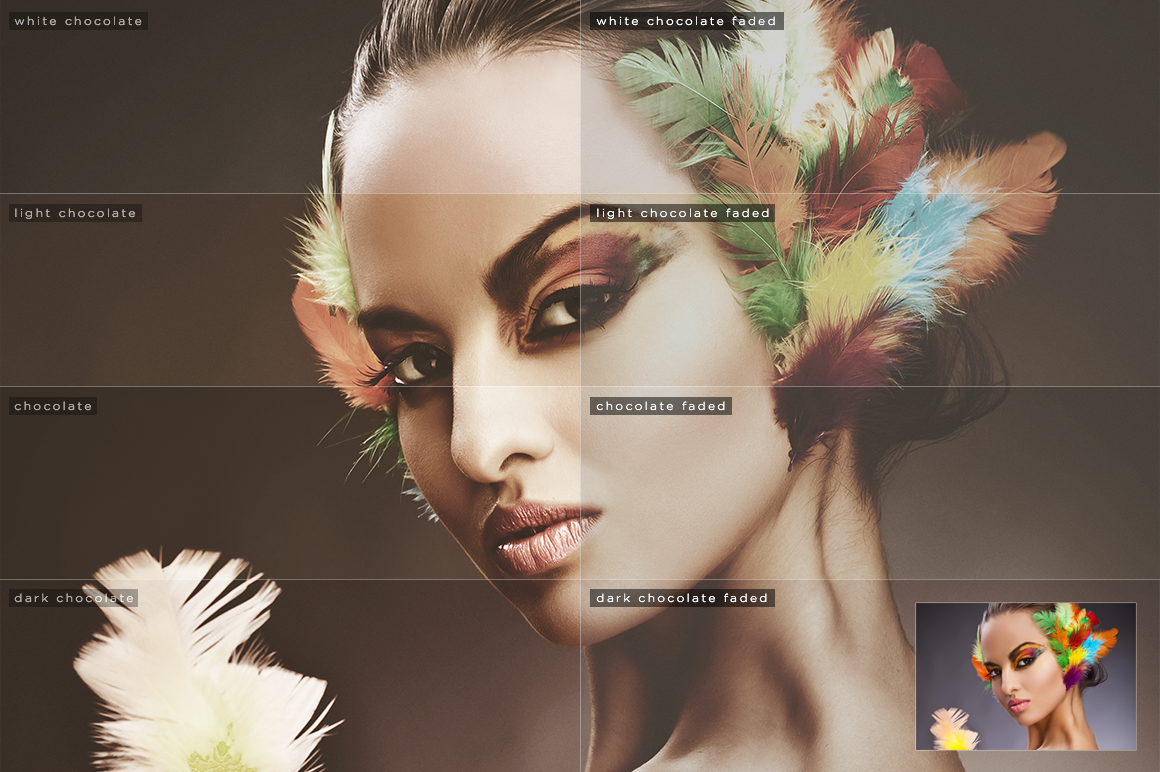 white chocolate
white chocolate faded
light chocolate
light chocolate faded
chocolate
chocolate faded
dark chocolate
dark chocolate faded